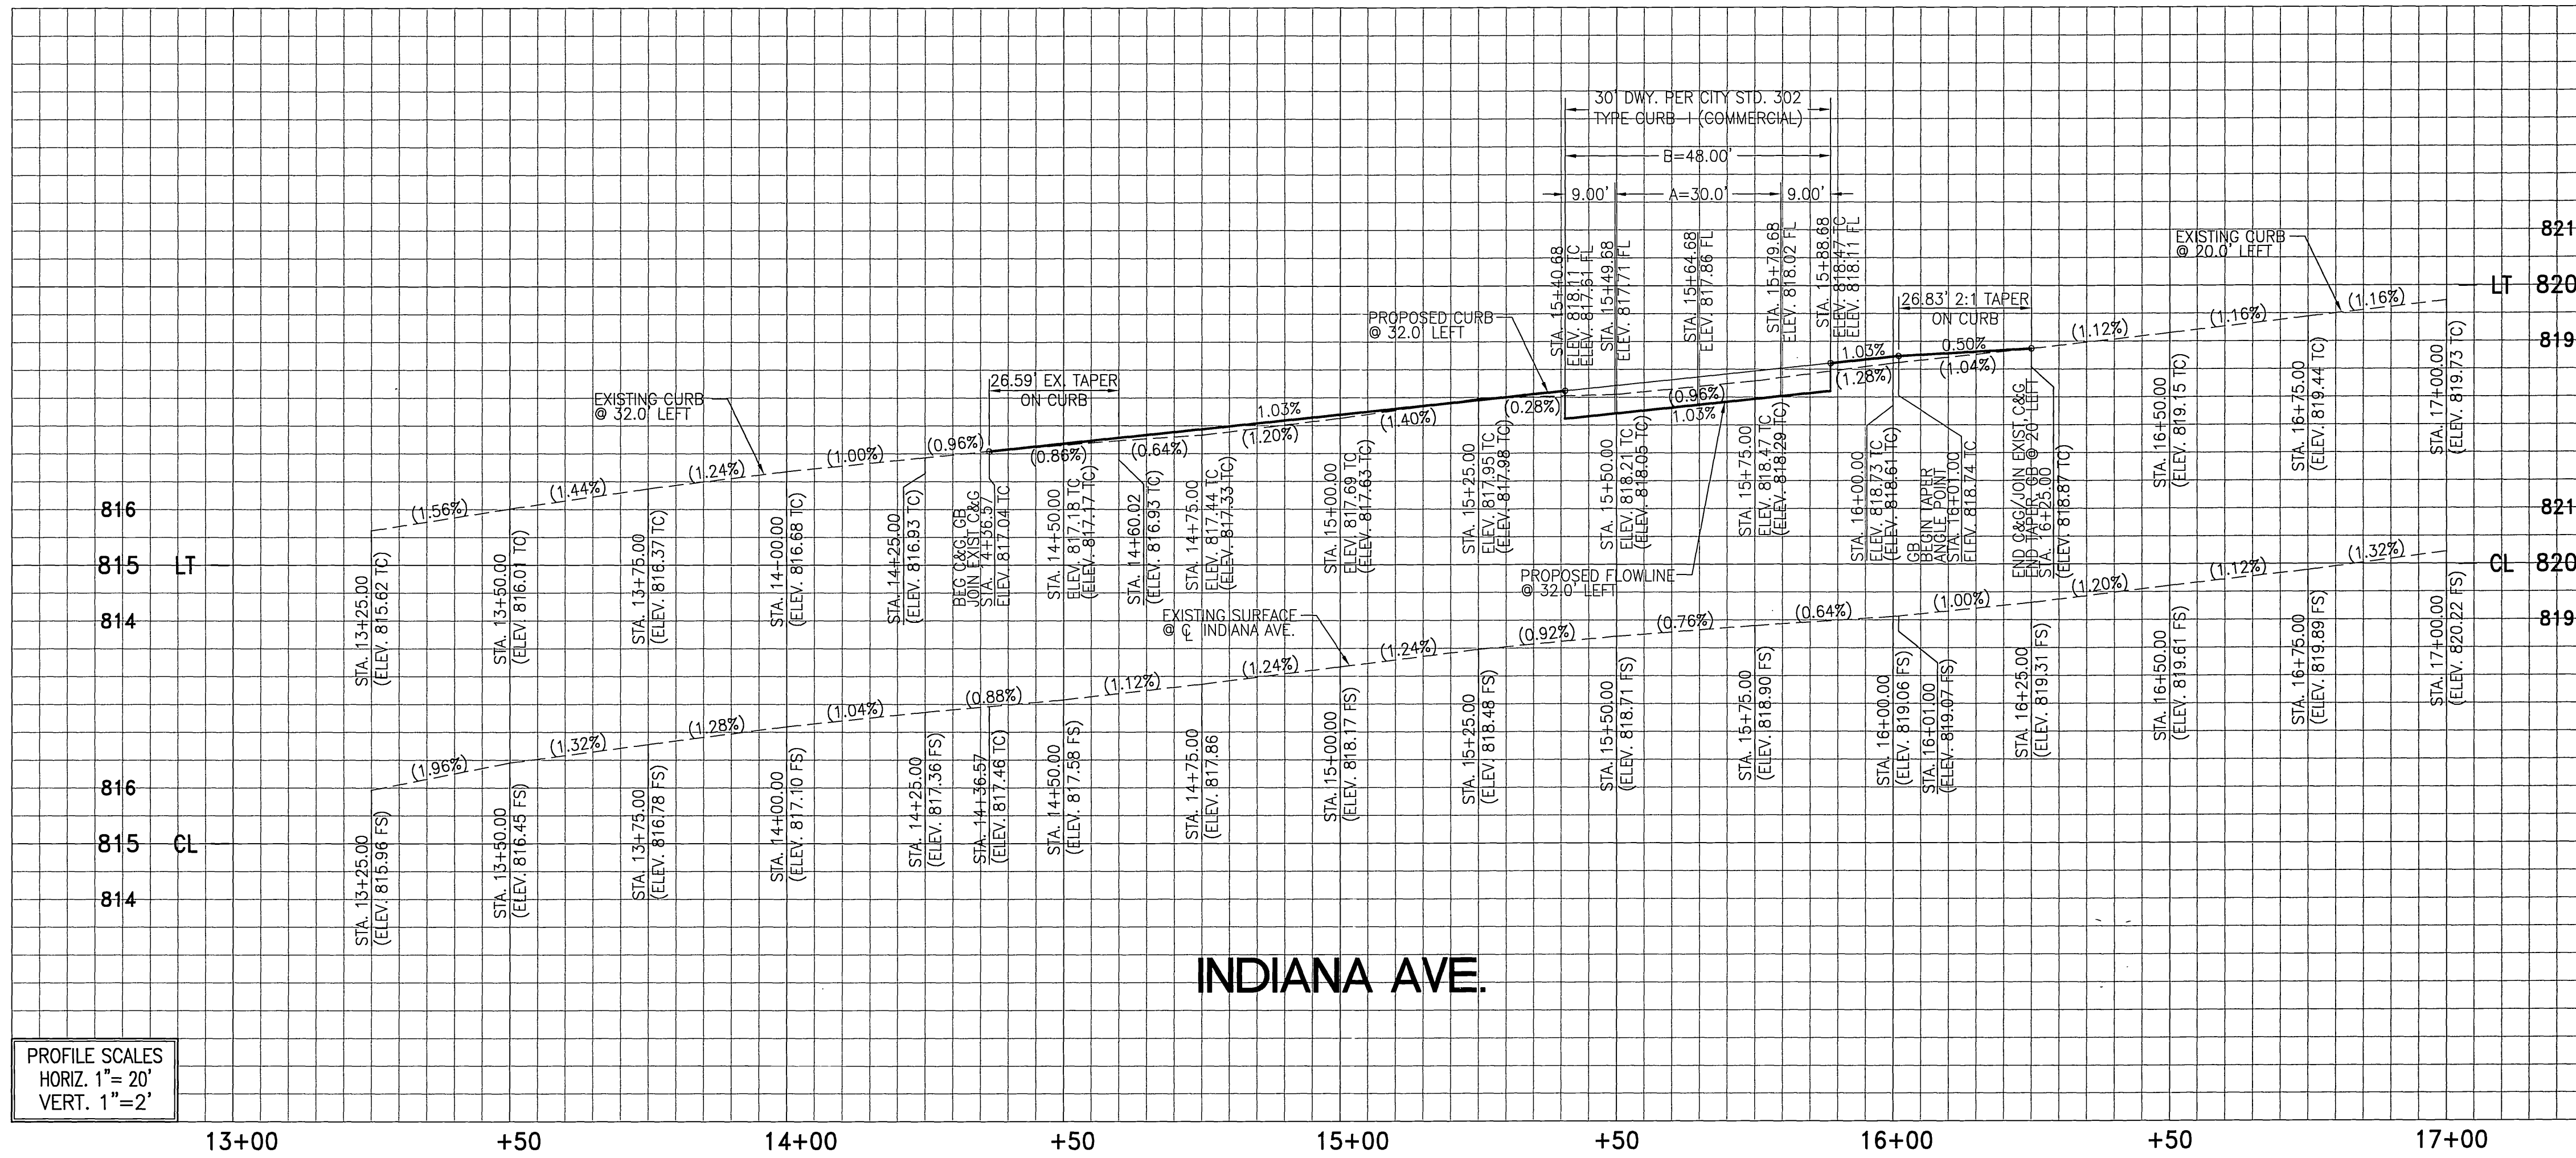 30' DWY. PER CITY STD. 302
TYPE CURB-I (COMMERCIAL)
B=48.00'
9.00'
A=30.0'
9.00'
STA. 15+40.68
ELEV. 818.11 TC
ELEV. 817.61 FL
STA. 15+49.68
ELEV. 817.71 FL
STA. 15+64.68
ELEV. 817.86 FL
STA. 15+79.68
ELEV. 818.02 FL
STA. 15+88.68
ELEV. 818.47 TC
ELEV. 818.11 FL
EXISTING CURB
@ 20.0' LEFT
821
LT 820
819
PROPOSED CURB
@ 32.0' LEFT
26.83' 2:1 TAPER
ON CURB
26.59' EX. TAPER
ON CURB
EXISTING CURB
@ 32.0' LEFT
(1.56%)
(1.44%)
(1.24%)
(1.00%)
(0.96%)
(0.86%)
(0.64%)
1.03%
(1.20%)
(1.40%)
(0.28%)
(0.96%)
1.03%
1.03%
(1.28%)
0.50%
(1.04%)
(1.12%)
(1.16%)
(1.16%)
816
815 LT
814
STA. 13+25.00
(ELEV. 815.62 TC)
STA. 13+50.00
(ELEV. 816.01 TC)
STA. 13+75.00
(ELEV. 816.37 TC)
STA. 14+00.00
(ELEV. 816.68 TC)
STA. 14+25.00
(ELEV. 816.93 TC)
BEG C&G, GB
JOIN EXIST C&G
STA. 14+36.57
ELEV. 817.04 TC
STA. 14+50.00
ELEV. 817.18 TC
(ELEV. 817.17 TC)
STA. 14+60.02
(ELEV. 816.93 TC)
STA. 14+75.00
ELEV. 817.44 TC
(ELEV. 817.33 TC)
STA. 15+00.00
ELEV. 817.69 TC
(ELEV. 817.63 TC)
STA. 15+25.00
ELEV. 817.95 TC
(ELEV. 817.98 TC)
STA. 15+50.00
ELEV. 818.21 TC
(ELEV. 818.05 TC)
STA. 15+75.00
ELEV. 818.47 TC
(ELEV. 818.29 TC)
STA. 16+00.00
ELEV. 818.73 TC
(ELEV. 818.61 TC)
GB
BEGIN TAPER
ANGLE POINT
STA. 16+01.00
ELEV. 818.74 TC
END C&G/JOIN EXIST. C&G
END TAPER, GB @ 20' LEFT
STA. 16+25.00
(ELEV. 818.87 TC)
STA. 16+50.00
(ELEV. 819.15 TC)
STA. 16+75.00
(ELEV. 819.44 TC)
STA. 17+00.00
(ELEV. 819.73 TC)
821
CL 820
819
PROPOSED FLOWLINE
@ 32.0' LEFT
EXISTING SURFACE
@ CL INDIANA AVE.
(1.96%)
(1.32%)
(1.28%)
(1.04%)
(0.88%)
(1.12%)
(1.24%)
(1.24%)
(0.92%)
(0.76%)
(0.64%)
(1.00%)
(1.20%)
(1.12%)
(1.32%)
816
815 CL
814
STA. 13+25.00
(ELEV. 815.96 FS)
STA. 13+50.00
(ELEV. 816.45 FS)
STA. 13+75.00
(ELEV. 816.78 FS)
STA. 14+00.00
(ELEV. 817.10 FS)
STA. 14+25.00
(ELEV. 817.36 FS)
STA. 14+36.57
(ELEV. 817.46 TC)
STA. 14+50.00
(ELEV. 817.58 FS)
STA. 14+75.00
(ELEV. 817.86
STA. 15+00.00
(ELEV. 818.17 FS)
STA. 15+25.00
(ELEV. 818.48 FS)
STA. 15+50.00
(ELEV. 818.71 FS)
STA. 15+75.00
(ELEV. 818.90 FS)
STA. 16+00.00
(ELEV. 819.06 FS)
STA. 16+01.00
(ELEV. 819.07 FS)
STA. 16+25.00
(ELEV. 819.31 FS)
STA. 16+50.00
(ELEV. 819.61 FS)
STA. 16+75.00
(ELEV. 819.89 FS)
STA. 17+00.00
(ELEV. 820.22 FS)
INDIANA AVE.
PROFILE SCALES
HORIZ. 1"= 20'
VERT. 1"=2'
13+00 +50 14+00 +50 15+00 +50 16+00 +50 17+00